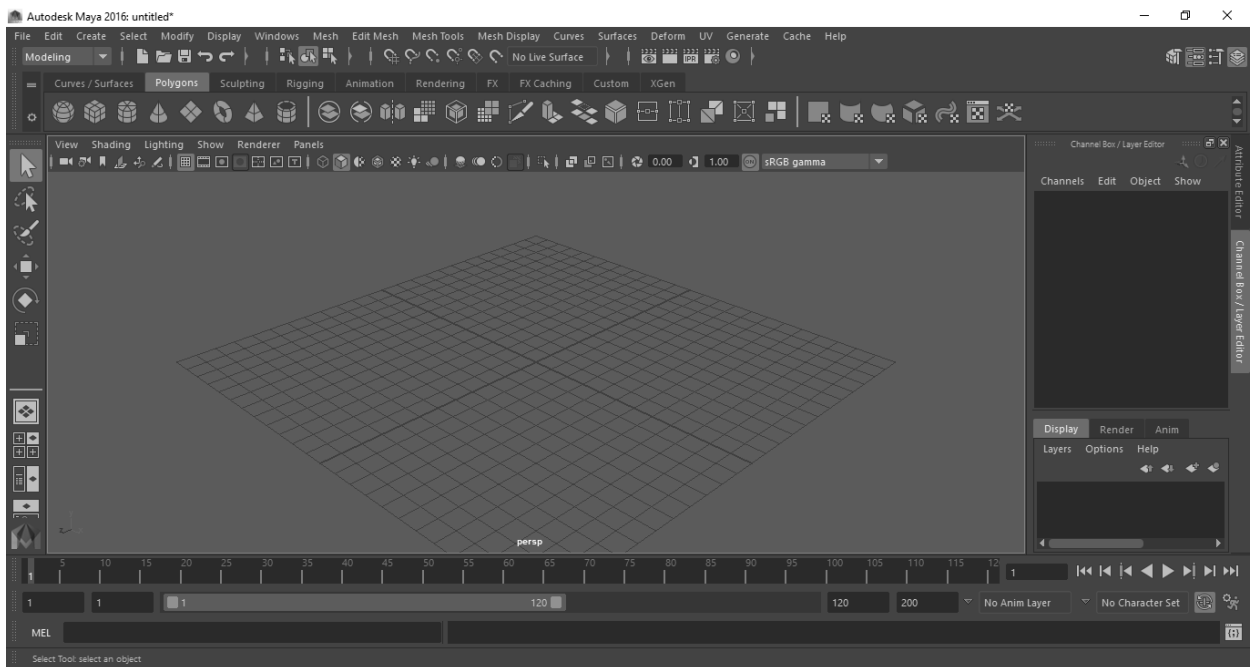 Autodesk Maya 2016: untitled*
File Edit Create Select Modify Display Windows Mesh Edit Mesh Mesh Tools Mesh Display Curves Surfaces Deform UV Generate Cache Help
Modeling No Live Surface IPR
Curves / Surfaces Polygons Sculpting Rigging Animation Rendering FX FX Caching Custom XGen
View Shading Lighting Show Renderer Panels
0.00 1.00 ON sRGB gamma
persp
Channel Box / Layer Editor
Channels Edit Object Show
Attribute Editor
Channel Box / Layer Editor
Display Render Anim
Layers Options Help
1 5 10 15 20 25 30 35 40 45 50 55 60 65 70 75 80 85 90 95 100 105 110 115 12 1
1 1 1 120 120 200 No Anim Layer No Character Set
MEL
Select Tool: select an object